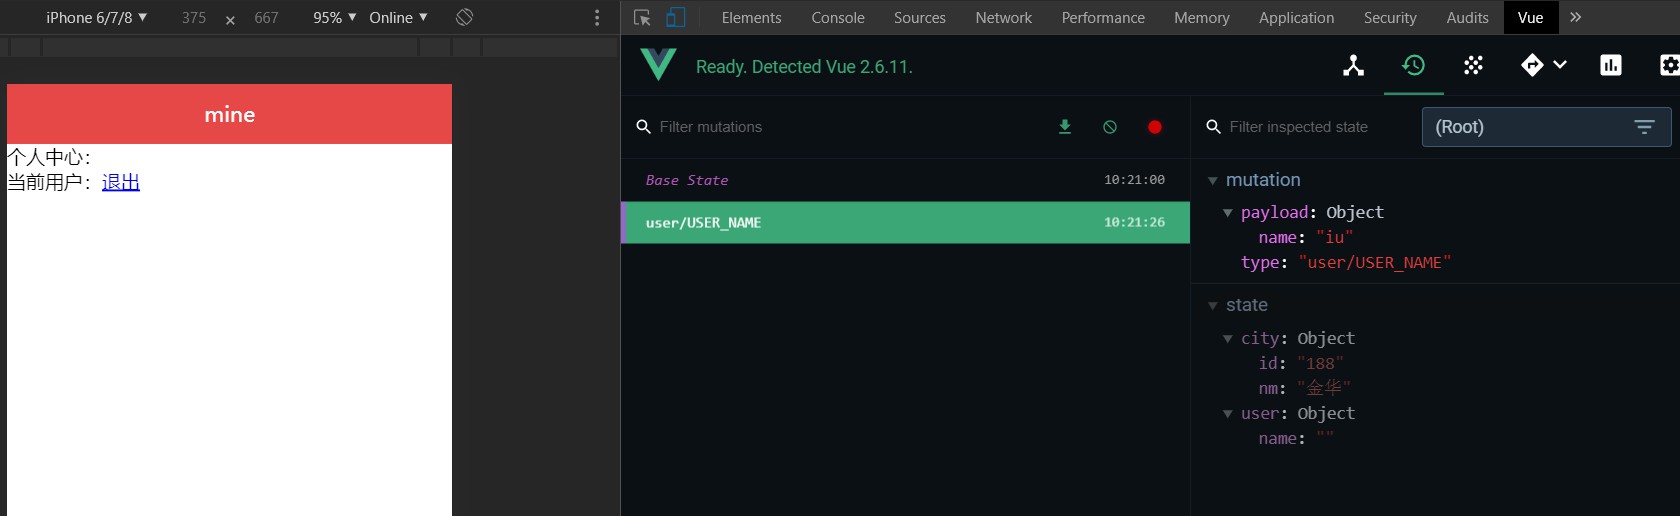 iPhone 6/7/8 ▼ 375 × 667 95% ▼ Online ▼
Elements Console Sources Network Performance Memory Application Security Audits Vue »
Ready. Detected Vue 2.6.11.
mine
个人中心：
当前用户：退出
Filter mutations
Base State 10:21:00
user/USER_NAME 10:21:26
Filter inspected state
(Root)
mutation
payload: Object
name: "iu"
type: "user/USER_NAME"
state
city: Object
id: "188"
nm: "金华"
user: Object
name: ""